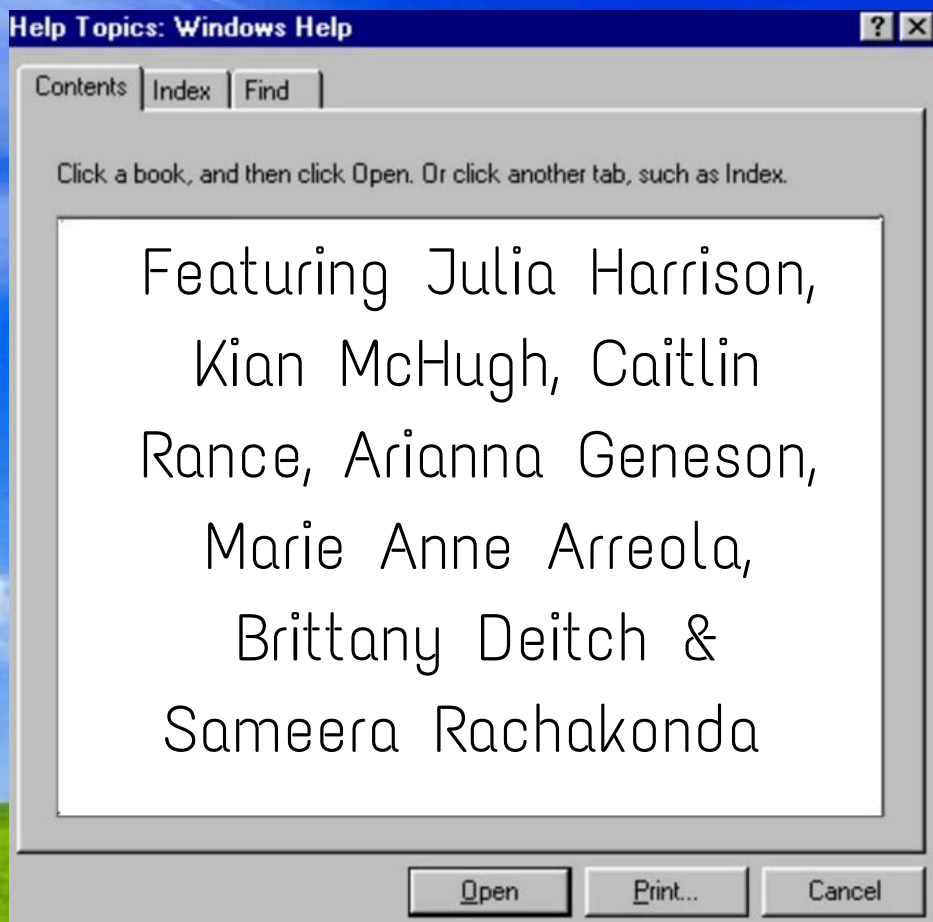 Help Topics: Windows Help
Contents Index Find
Click a book, and then click Open. Or click another tab, such as Index.
Featuring Julia Harrison,
Kian McHugh, Caitlin
Rance, Arianna Geneson,
Marie Anne Arreola,
Brittany Deitch &
Sameera Rachakonda
Open Print... Cancel